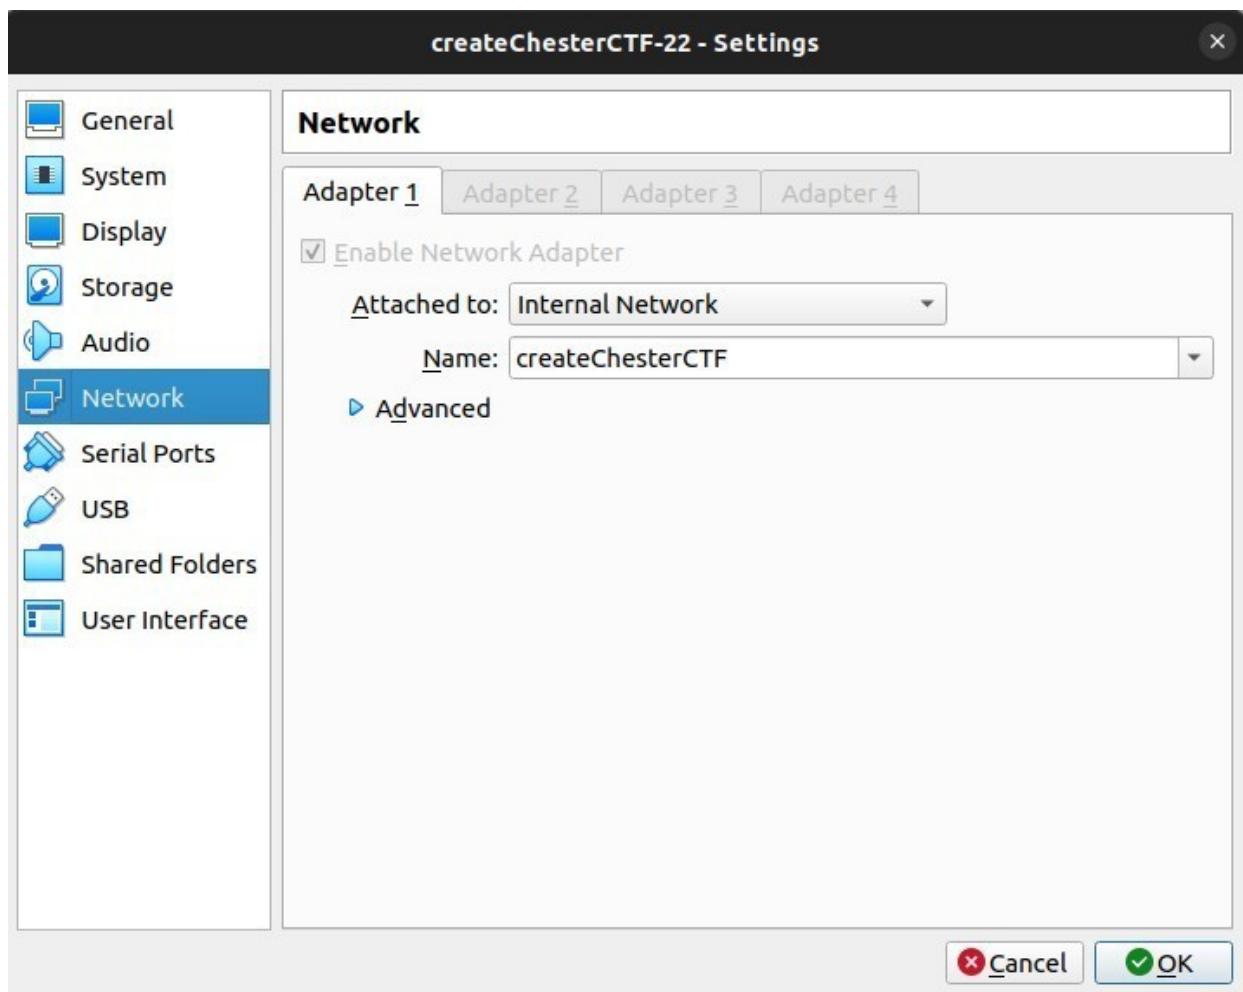 createChesterCTF-22 - Settings
General
System
Display
Storage
Audio
Network
Serial Ports
USB
Shared Folders
User Interface
Network
Adapter 1
Adapter 2
Adapter 3
Adapter 4
Enable Network Adapter
Attached to: Internal Network
Name: createChesterCTF
Advanced
Cancel
OK